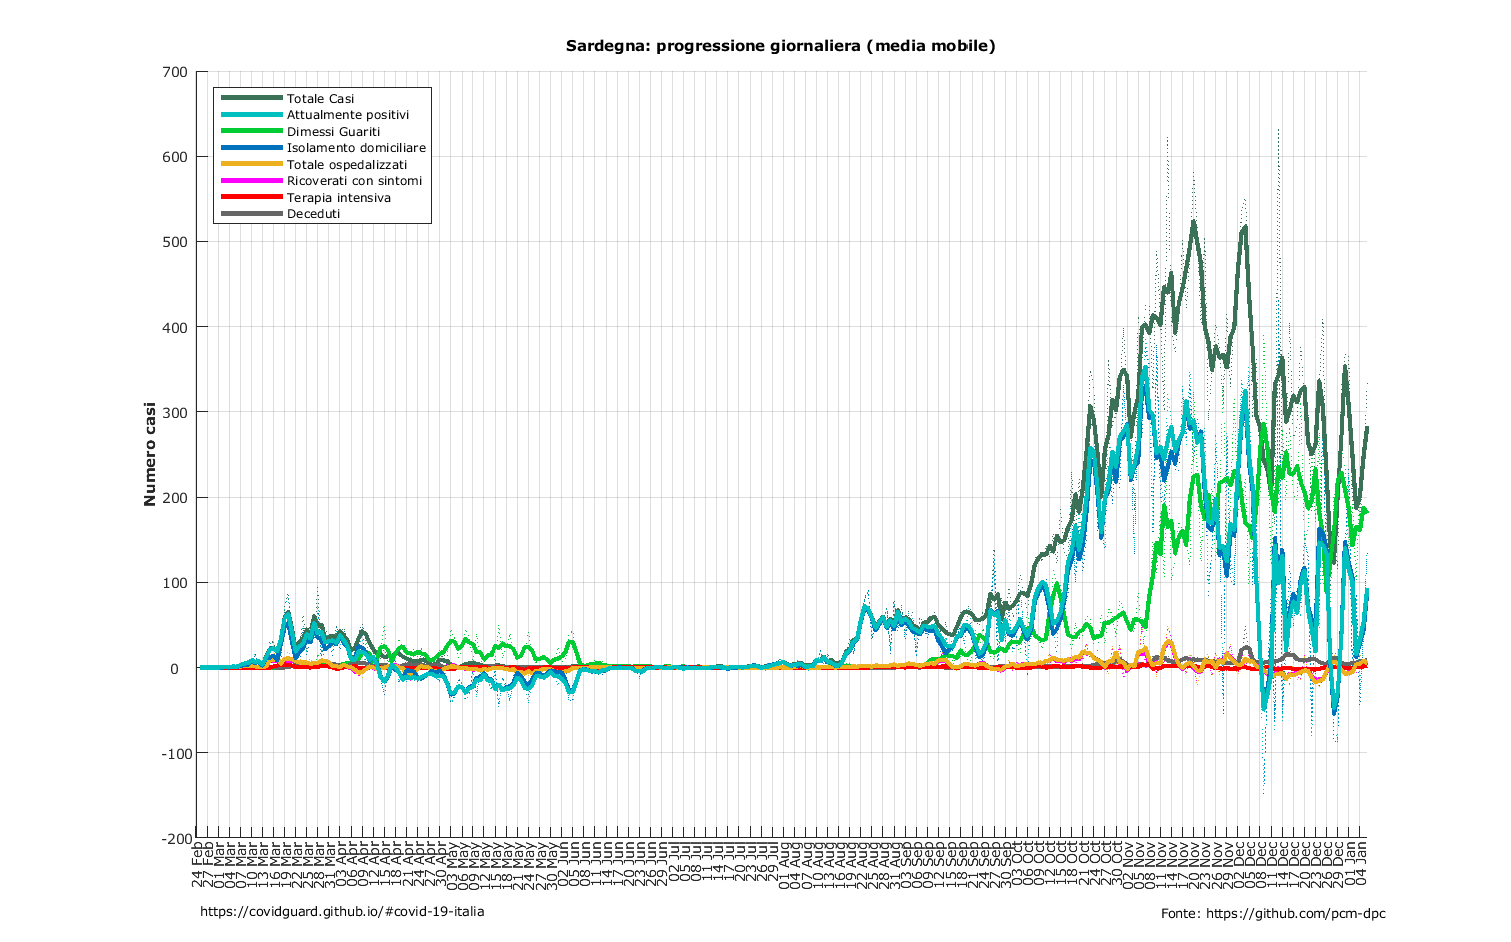 Sardegna: progressione giornaliera (media mobile)
700
600
500
400
300
200
100
0
-100
-200
Numero casi
Totale Casi
Attualmente positivi
Dimessi Guariti
Isolamento domiciliare
Totale ospedalizzati
Ricoverati con sintomi
Terapia intensiva
Deceduti
24 Feb
27 Feb
01 Mar
04 Mar
07 Mar
10 Mar
13 Mar
16 Mar
19 Mar
22 Mar
25 Mar
28 Mar
31 Mar
03 Apr
06 Apr
09 Apr
12 Apr
15 Apr
18 Apr
21 Apr
24 Apr
27 Apr
30 Apr
03 May
06 May
09 May
12 May
15 May
18 May
21 May
24 May
27 May
30 May
02 Jun
05 Jun
08 Jun
11 Jun
14 Jun
17 Jun
20 Jun
23 Jun
26 Jun
29 Jun
02 Jul
05 Jul
08 Jul
11 Jul
14 Jul
17 Jul
20 Jul
23 Jul
26 Jul
29 Jul
01 Aug
04 Aug
07 Aug
10 Aug
13 Aug
16 Aug
19 Aug
22 Aug
25 Aug
28 Aug
31 Aug
03 Sep
06 Sep
09 Sep
12 Sep
15 Sep
18 Sep
21 Sep
24 Sep
27 Sep
30 Sep
03 Oct
06 Oct
09 Oct
12 Oct
15 Oct
18 Oct
21 Oct
24 Oct
27 Oct
30 Oct
02 Nov
05 Nov
08 Nov
11 Nov
14 Nov
17 Nov
20 Nov
23 Nov
26 Nov
29 Nov
02 Dec
05 Dec
08 Dec
11 Dec
14 Dec
17 Dec
20 Dec
23 Dec
26 Dec
29 Dec
01 Jan
04 Jan
https://covidguard.github.io/#covid-19-italia
Fonte: https://github.com/pcm-dpc